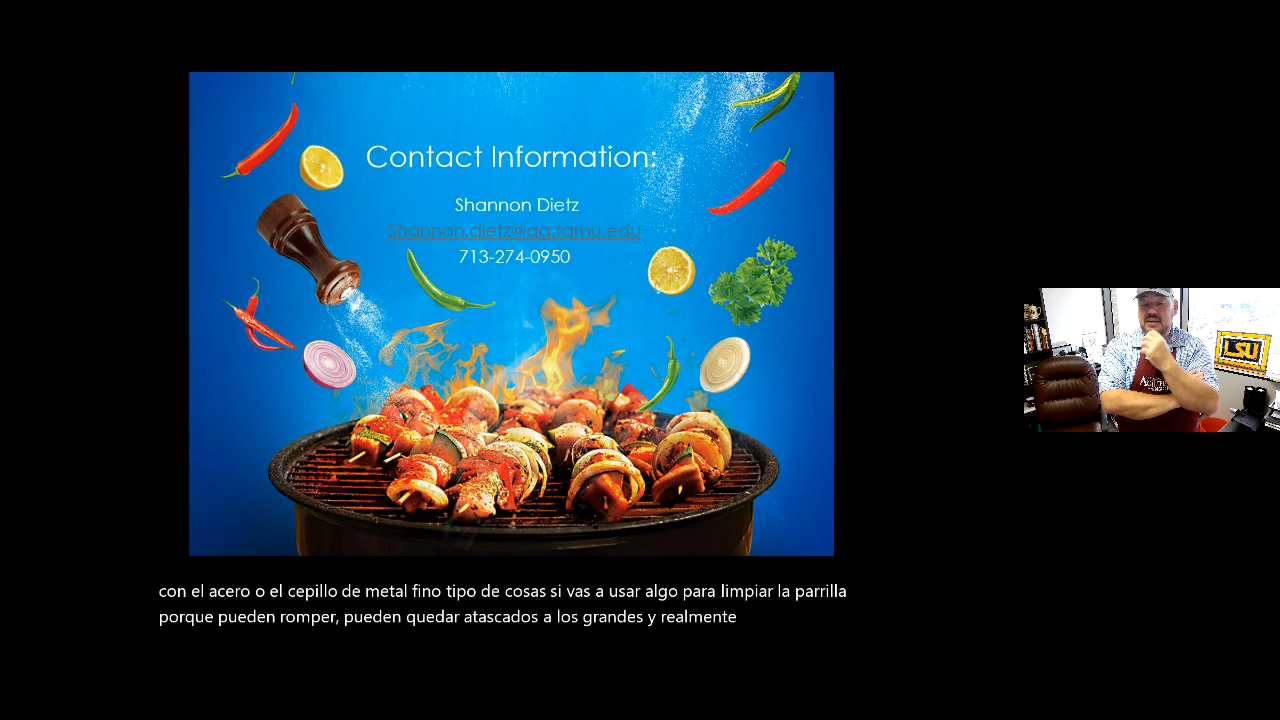 Contact Information:
Shannon Dietz
Shannon.dietz@ag.tamu.edu
713-274-0950
LSU
con el acero o el cepillo de metal fino tipo de cosas si vas a usar algo para limpiar la parrilla
porque pueden romper, pueden quedar atascados a los grandes y realmente